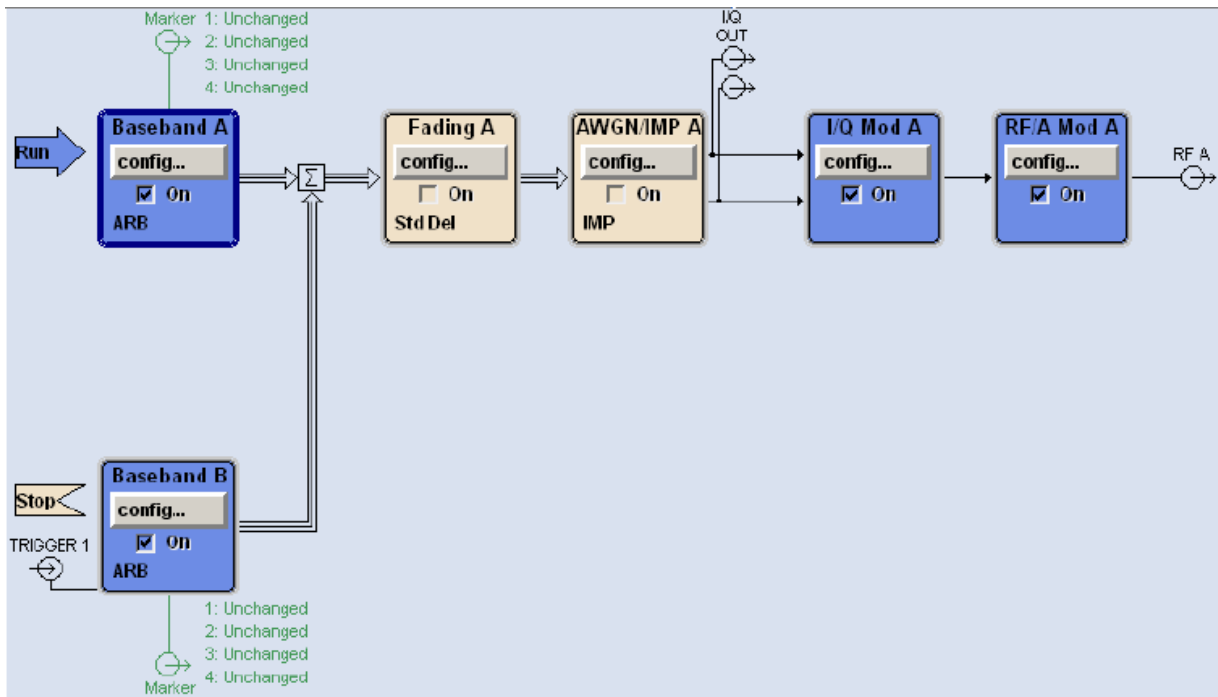 Marker 1: Unchanged
2: Unchanged
3: Unchanged
4: Unchanged
I/Q
OUT
Run
Baseband A
config...
On
ARB
Σ
Fading A
config...
On
Std Del
AWGN/IMP A
config...
On
IMP
I/Q Mod A
config...
On
RF/A Mod A
config...
On
RF A
Stop
TRIGGER 1
Baseband B
config...
On
ARB
1: Unchanged
2: Unchanged
3: Unchanged
Marker 4: Unchanged